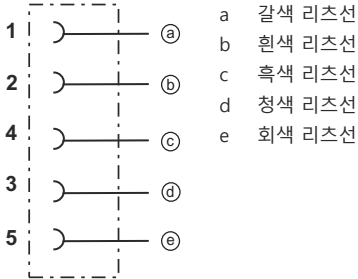 1 ⓐ a 갈색 리츠선
2 ⓑ b 흰색 리츠선
4 ⓒ c 흑색 리츠선
3 ⓓ d 청색 리츠선
5 ⓔ e 회색 리츠선